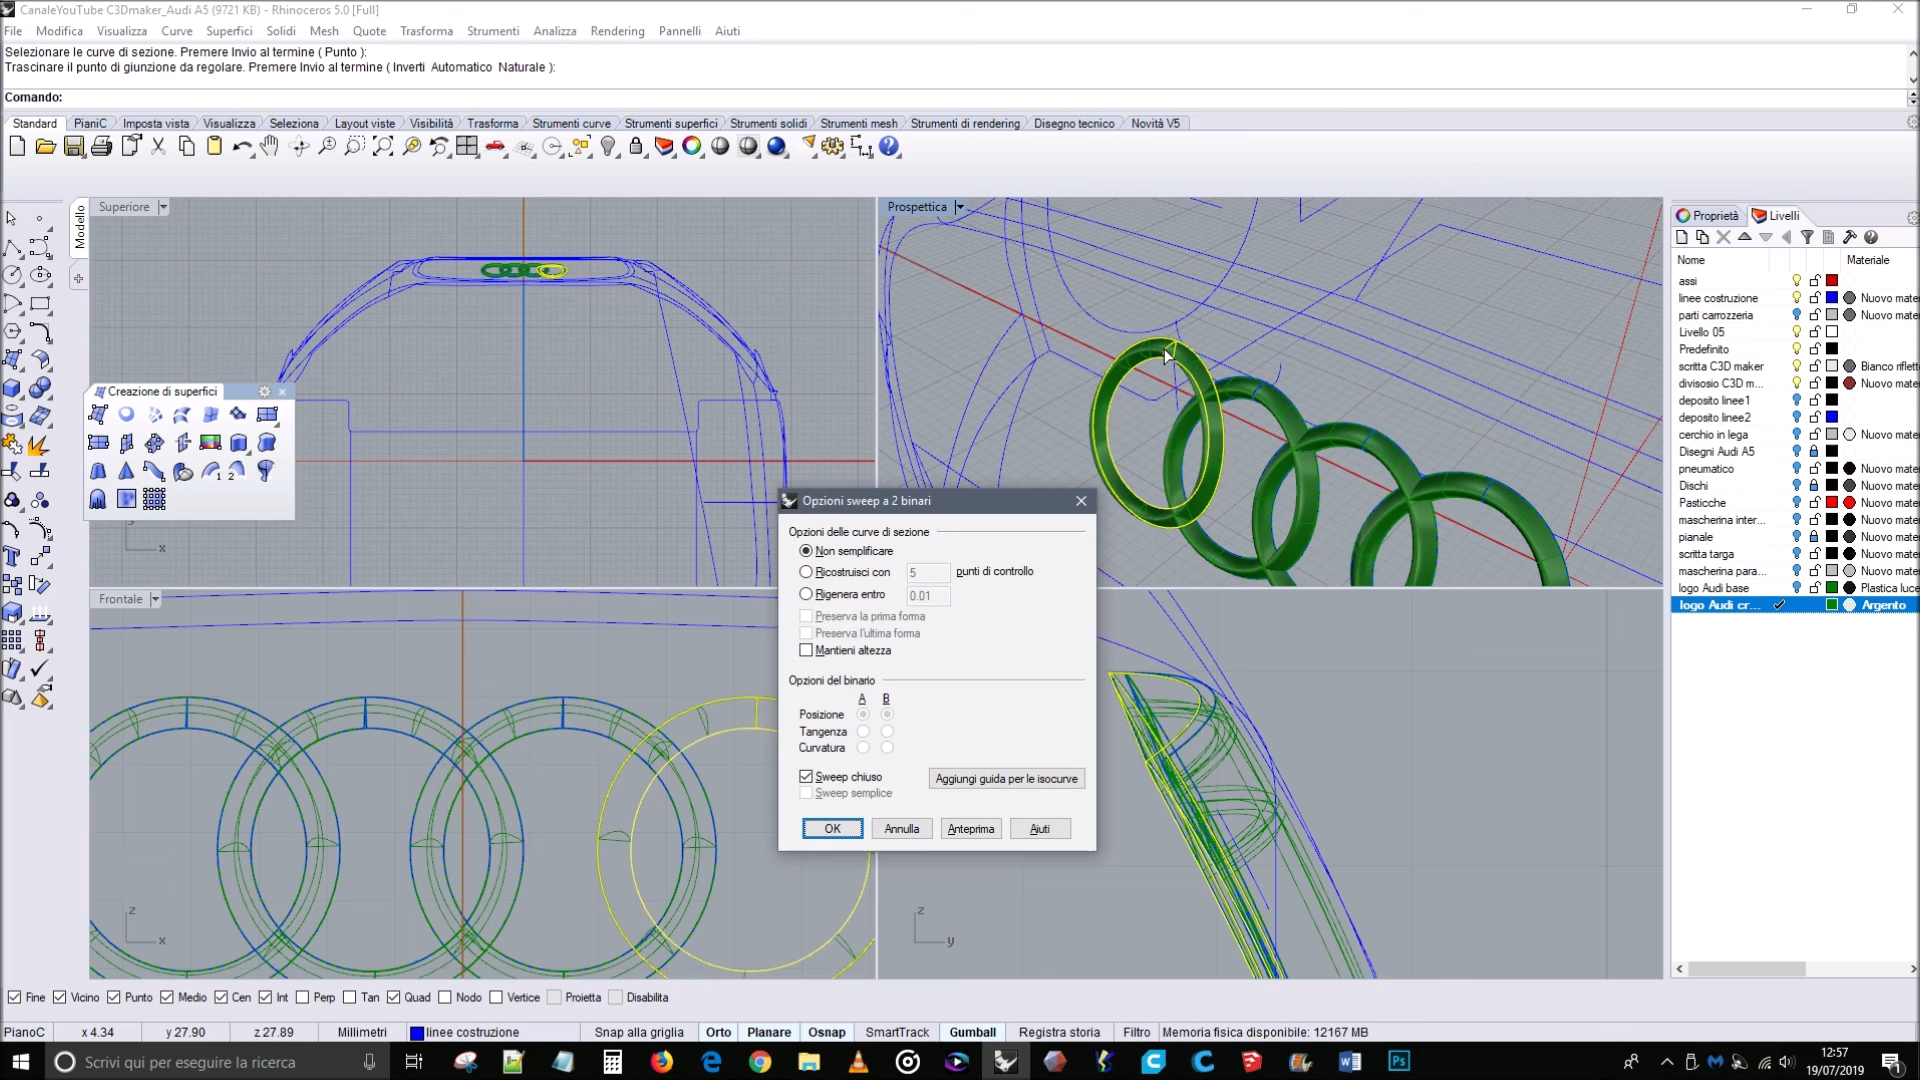 CanaleYouTube C3Dmaker_Audi A5 (9721 KB) - Rhinoceros 5.0 [Full]
File Modifica Visualizza Curve Superfici Solidi Mesh Quote Trasforma Strumenti Analizza Rendering Pannelli Aiuti
Selezionare le curve di sezione. Premere Invio al termine ( Punto ):
Trascinare il punto di giunzione da regolare. Premere Invio al termine ( Inverti Automatico Naturale ):
Comando:
Standard PianiC Imposta vista Visualizza Seleziona Layout viste Visibilità Trasforma Strumenti curve Strumenti superfici Strumenti solidi Strumenti mesh Strumenti di rendering Disegno tecnico Novità V5
Modello
Superiore
Prospettica
Proprietà Livelli
Nome Materiale
assi
linee costruzione Nuovo mate
parti carrozzeria Nuovo mate
Livello 05
Predefinito
scritta C3D maker Bianco riflett
divisosio C3D m... Nuovo mate
deposito linee1
deposito linee2
cerchio in lega Nuovo mate
Disegni Audi A5
pneumatico Nuovo mate
Dischi Nuovo mate
Pasticche Nuovo mate
mascherina inter... Nuovo mate
pianale Nuovo mate
scritta targa Nuovo mate
mascherina para... Nuovo mate
logo Audi base Plastica luce
logo Audi cr... Argento
Creazione di superfici
1 2
x
Opzioni sweep a 2 binari
Opzioni delle curve di sezione
Non semplificare
Ricostruisci con 5 punti di controllo
Rigenera entro 0.01
Preserva la prima forma
Preserva l'ultima forma
Mantieni altezza
Opzioni del binario
A B
Posizione
Tangenza
Curvatura
Sweep chiuso Aggiungi guida per le isocurve
Sweep semplice
OK Annulla Anteprima Aiuti
Frontale
z
x
z
y
Fine Vicino Punto Medio Cen Int Perp Tan Quad Nodo Vertice Proietta Disabilita
PianoC x 4.34 y 27.90 z 27.89 Millimetri linee costruzione Snap alla griglia Orto Planare Osnap SmartTrack Gumball Registra storia Filtro Memoria fisica disponibile: 12167 MB
Scrivi qui per eseguire la ricerca
12:57
19/07/2019